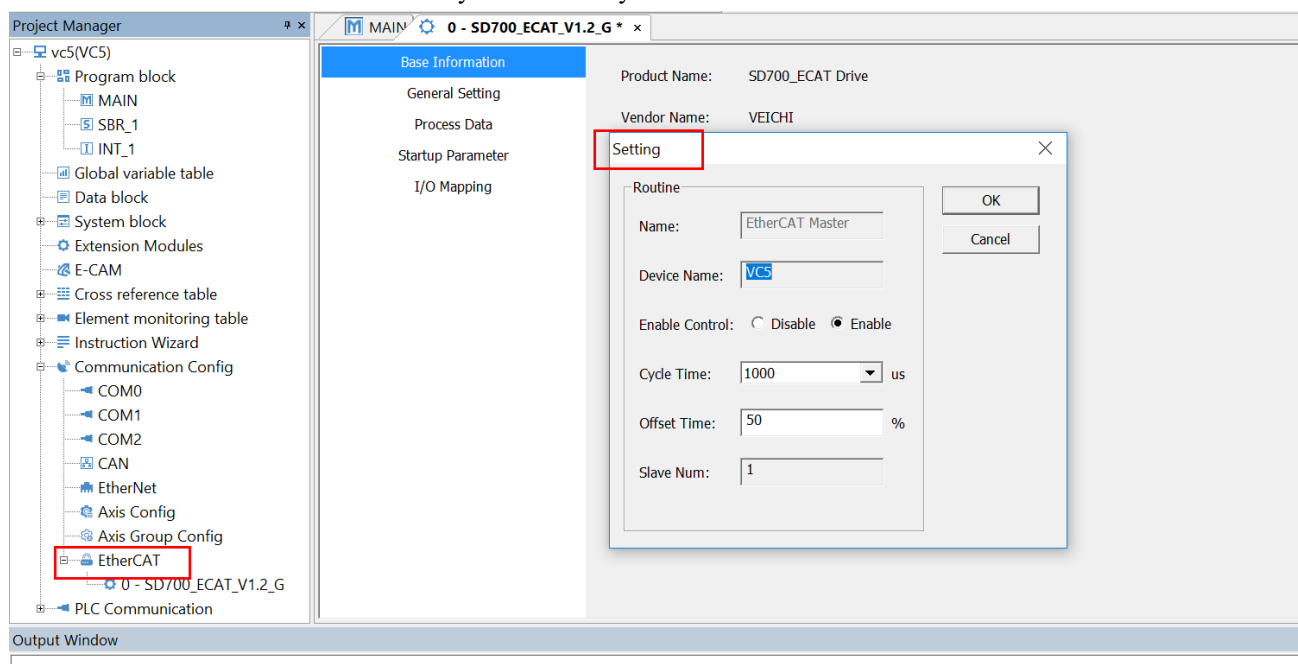 Project Manager
MAIN
0 - SD700_ECAT_V1.2_G *
vc5(VC5)
Program block
MAIN
SBR_1
INT_1
Global variable table
Data block
System block
Extension Modules
E-CAM
Cross reference table
Element monitoring table
Instruction Wizard
Communication Config
COM0
COM1
COM2
CAN
EtherNet
Axis Config
Axis Group Config
EtherCAT
0 - SD700_ECAT_V1.2_G
PLC Communication
Base Information
General Setting
Process Data
Startup Parameter
I/O Mapping
Product Name: SD700_ECAT Drive
Vendor Name: VEICHI
Setting
Routine
Name: EtherCAT Master
Device Name: VC5
Enable Control: Disable Enable
Cycle Time: 1000 us
Offset Time: 50 %
Slave Num: 1
OK
Cancel
Output Window